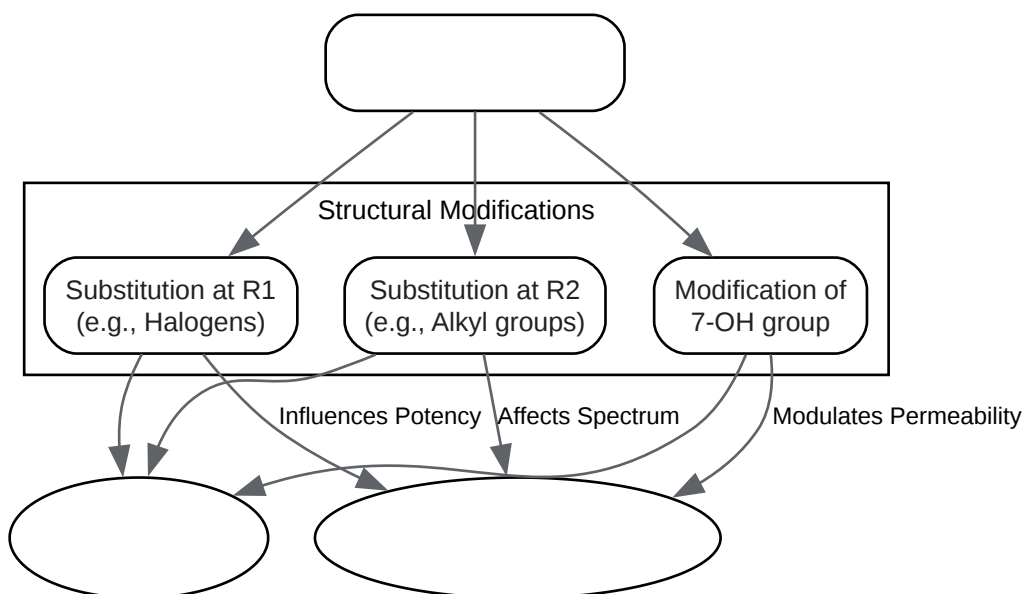 Structural Modifications
Substitution at R1
(e.g., Halogens)
Substitution at R2
(e.g., Alkyl groups)
Modification of
7-OH group
Influences Potency
Affects Spectrum
Modulates Permeability